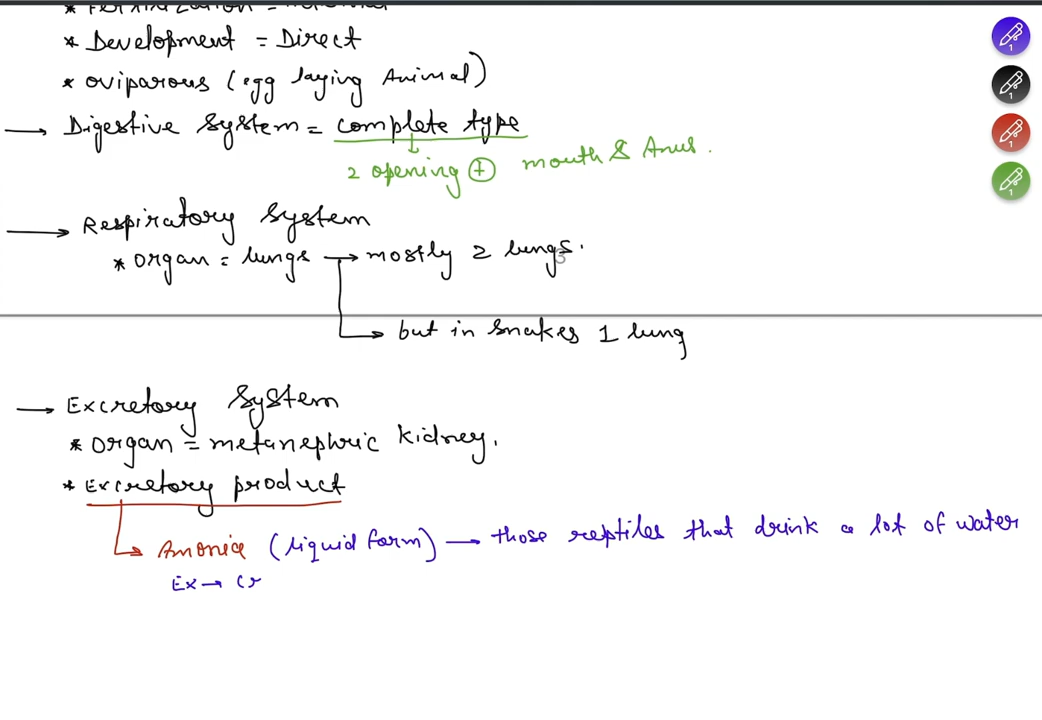 * Development = Direct
* oviparous (egg laying Animal)
→ Digestive system = complete type
2 opening + mouth & Anus.
→ Respiratory system
* organ = lungs → mostly 2 lungs.
→ but in snakes 1 lung
→ Excretory system
* organ = metanephric kidney.
* Excretory product
→ Amonia (liquid form) → those reptiles that drink a lot of water
Ex → Cr